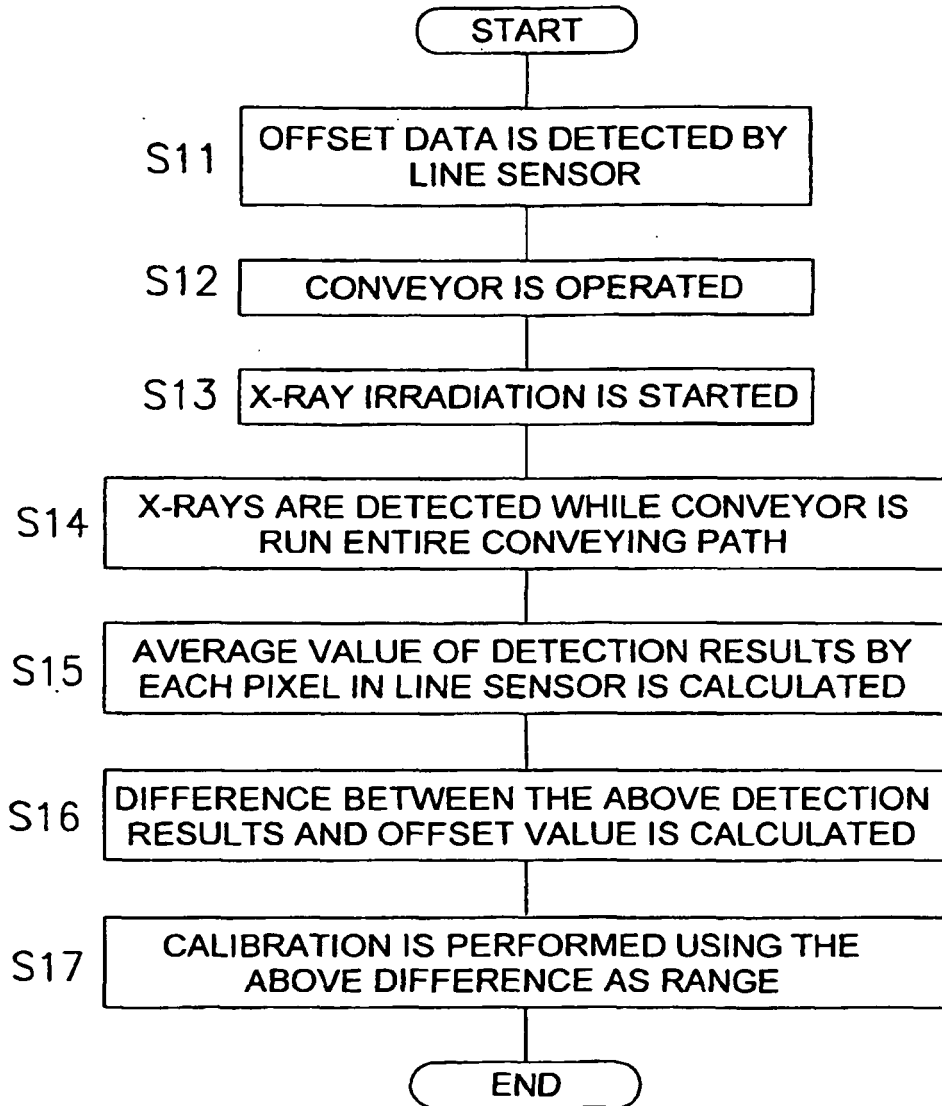 START
S11
OFFSET DATA IS DETECTED BY
LINE SENSOR
S12
CONVEYOR IS OPERATED
S13
X-RAY IRRADIATION IS STARTED
S14
X-RAYS ARE DETECTED WHILE CONVEYOR IS
RUN ENTIRE CONVEYING PATH
S15
AVERAGE VALUE OF DETECTION RESULTS BY
EACH PIXEL IN LINE SENSOR IS CALCULATED
S16
DIFFERENCE BETWEEN THE ABOVE DETECTION
RESULTS AND OFFSET VALUE IS CALCULATED
S17
CALIBRATION IS PERFORMED USING THE
ABOVE DIFFERENCE AS RANGE
END